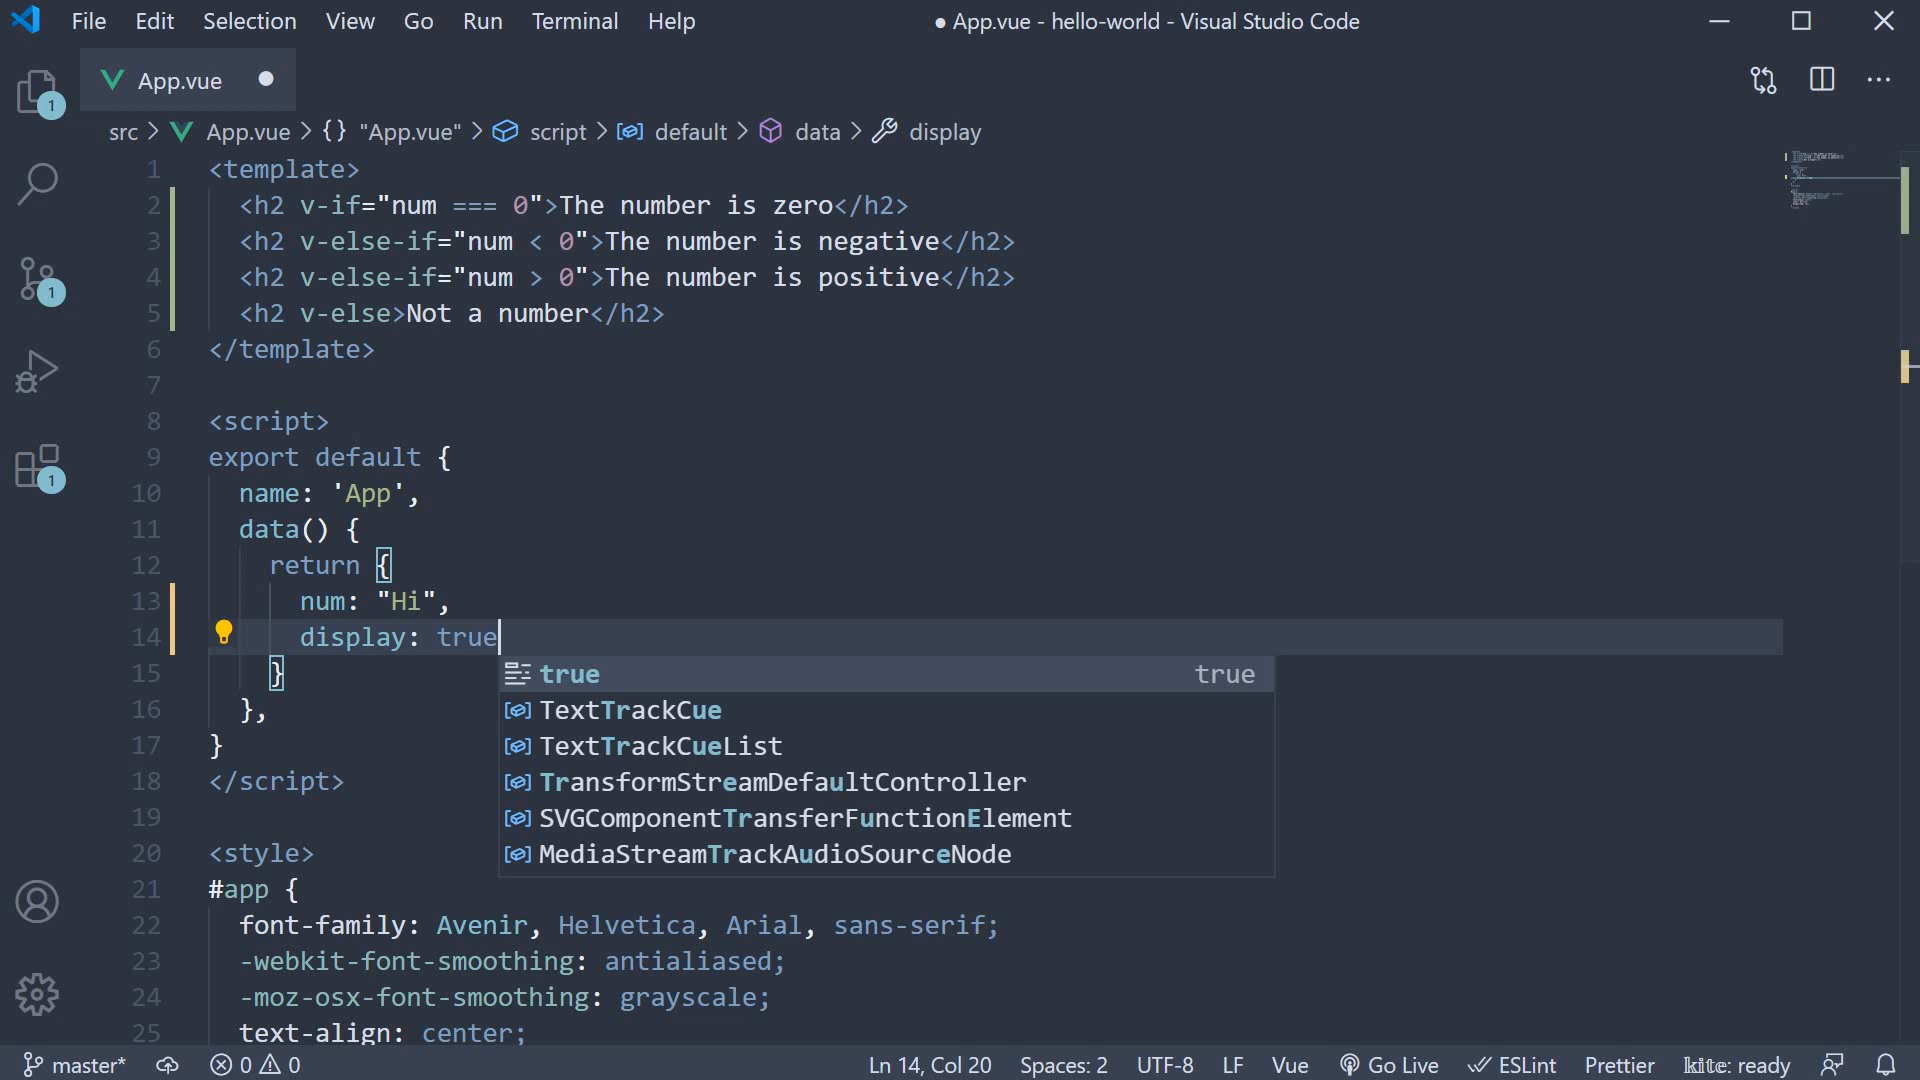 File Edit Selection View Go Run Terminal Help ● App.vue - hello-world - Visual Studio Code
App.vue
src > App.vue > {} "App.vue" > script > default > data > display
1 <template>
2 <h2 v-if="num === 0">The number is zero</h2>
3 <h2 v-else-if="num < 0">The number is negative</h2>
4 <h2 v-else-if="num > 0">The number is positive</h2>
5 <h2 v-else>Not a number</h2>
6 </template>
7
8 <script>
9 export default {
10 name: 'App',
11 data() {
12 return {
13 num: "Hi",
14 display: true
15 }
true true
16 },
TextTrackCue
17 }
TextTrackCueList
18 </script>
TransformStreamDefaultController
19
SVGComponentTransferFunctionElement
20 <style>
MediaStreamTrackAudioSourceNode
21 #app {
22 font-family: Avenir, Helvetica, Arial, sans-serif;
23 -webkit-font-smoothing: antialiased;
24 -moz-osx-font-smoothing: grayscale;
25 text-align: center;
1
1
1
master* 0 0 Ln 14, Col 20 Spaces: 2 UTF-8 LF Vue Go Live ESLint Prettier kite: ready